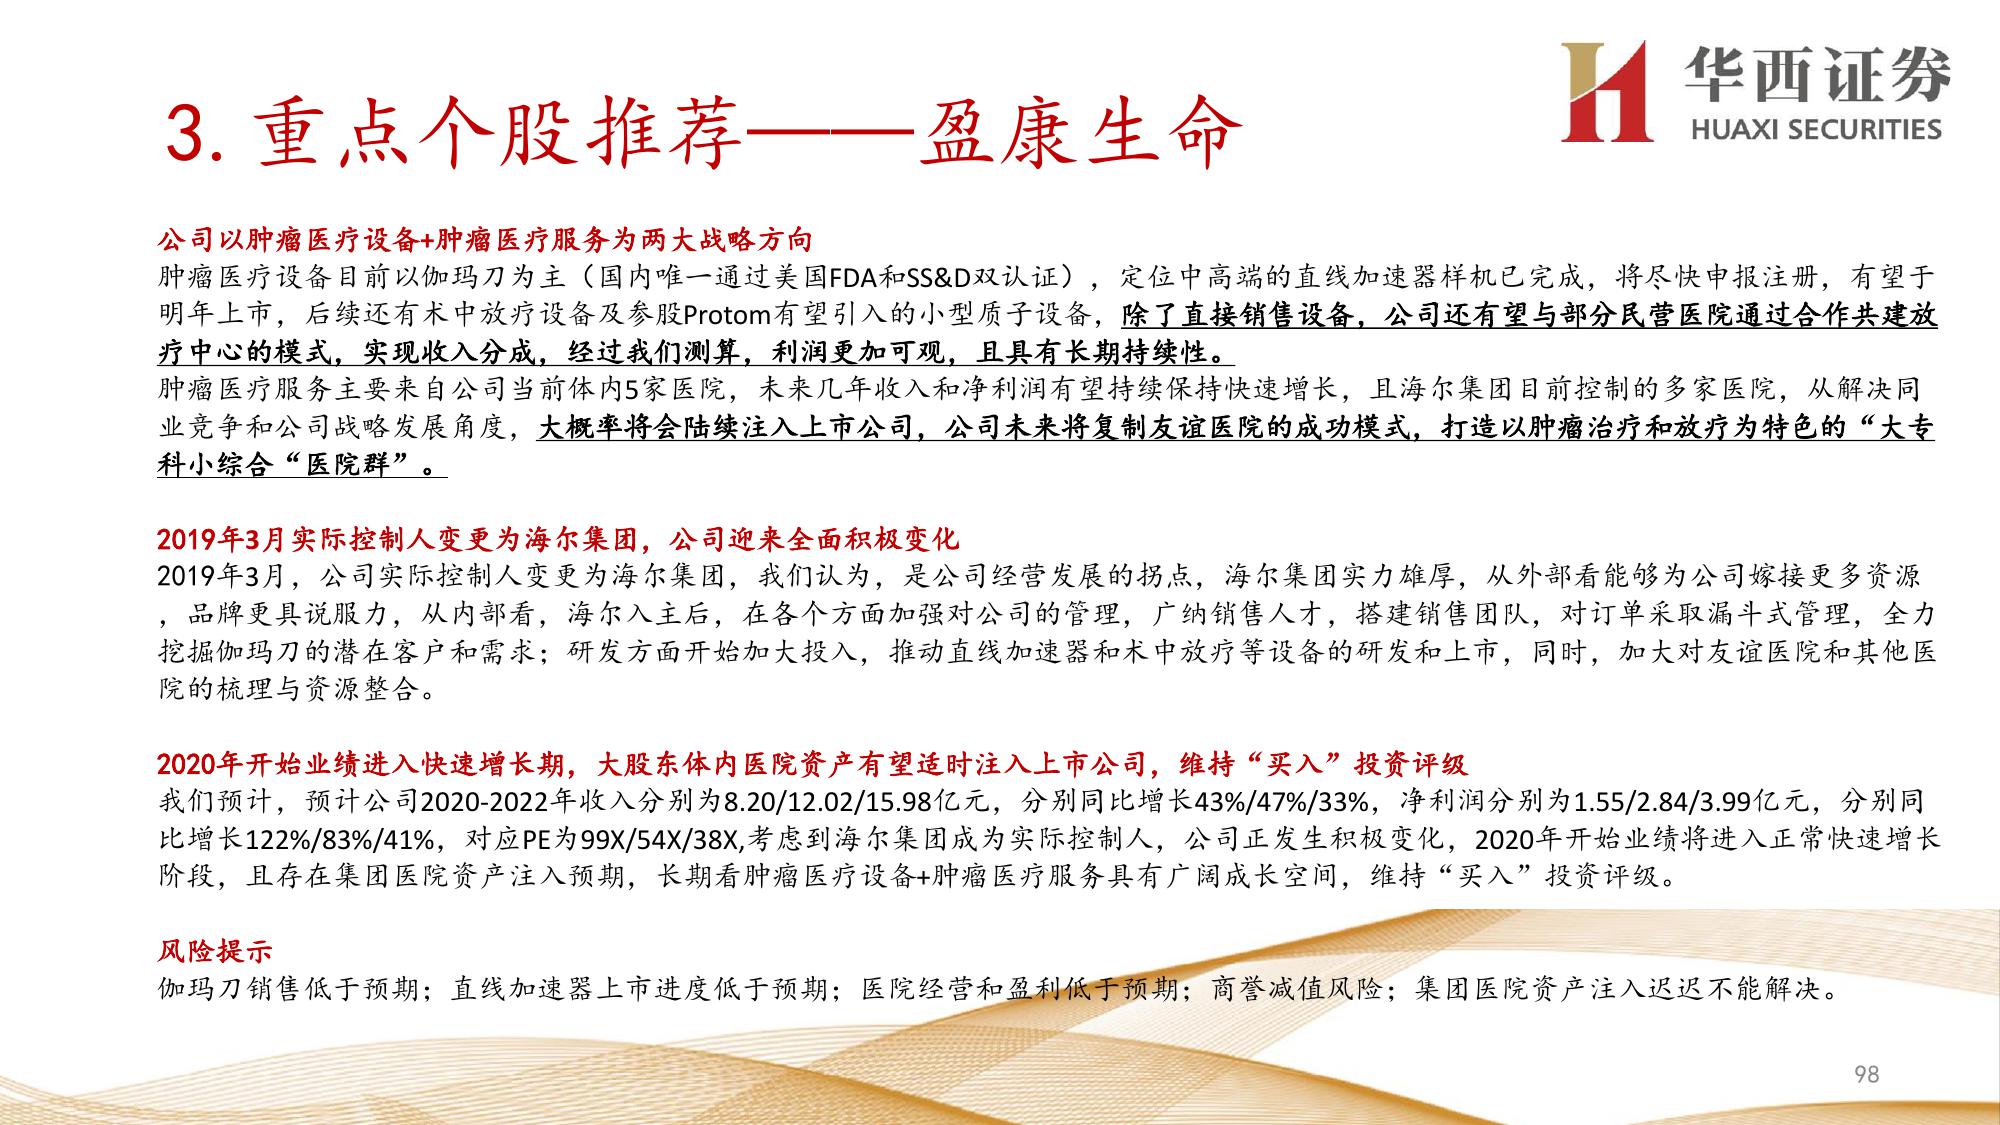 华西证券
HUAXI SECURITIES
3. 重点个股推荐——盈康生命
公司以肿瘤医疗设备+肿瘤医疗服务为两大战略方向
肿瘤医疗设备目前以伽玛刀为主（国内唯一通过美国FDA和SS&D双认证），定位中高端的直线加速器样机已完成，将尽快申报注册，有望于
明年上市，后续还有术中放疗设备及参股Protom有望引入的小型质子设备，除了直接销售设备，公司还有望与部分民营医院通过合作共建放
疗中心的模式，实现收入分成，经过我们测算，利润更加可观，且具有长期持续性。
肿瘤医疗服务主要来自公司当前体内5家医院，未来几年收入和净利润有望持续保持快速增长，且海尔集团目前控制的多家医院，从解决同
业竞争和公司战略发展角度，大概率将会陆续注入上市公司，公司未来将复制友谊医院的成功模式，打造以肿瘤治疗和放疗为特色的“大专
科小综合“医院群”。
2019年3月实际控制人变更为海尔集团，公司迎来全面积极变化
2019年3月，公司实际控制人变更为海尔集团，我们认为，是公司经营发展的拐点，海尔集团实力雄厚，从外部看能够为公司嫁接更多资源
，品牌更具说服力，从内部看，海尔入主后，在各个方面加强对公司的管理，广纳销售人才，搭建销售团队，对订单采取漏斗式管理，全力
挖掘伽玛刀的潜在客户和需求；研发方面开始加大投入，推动直线加速器和术中放疗等设备的研发和上市，同时，加大对友谊医院和其他医
院的梳理与资源整合。
2020年开始业绩进入快速增长期，大股东体内医院资产有望适时注入上市公司，维持“买入”投资评级
我们预计，预计公司2020-2022年收入分别为8.20/12.02/15.98亿元，分别同比增长43%/47%/33%，净利润分别为1.55/2.84/3.99亿元，分别同
比增长122%/83%/41%，对应PE为99X/54X/38X,考虑到海尔集团成为实际控制人，公司正发生积极变化，2020年开始业绩将进入正常快速增长
阶段，且存在集团医院资产注入预期，长期看肿瘤医疗设备+肿瘤医疗服务具有广阔成长空间，维持“买入”投资评级。
风险提示
伽玛刀销售低于预期；直线加速器上市进度低于预期；医院经营和盈利低于预期；商誉减值风险；集团医院资产注入迟迟不能解决。
98